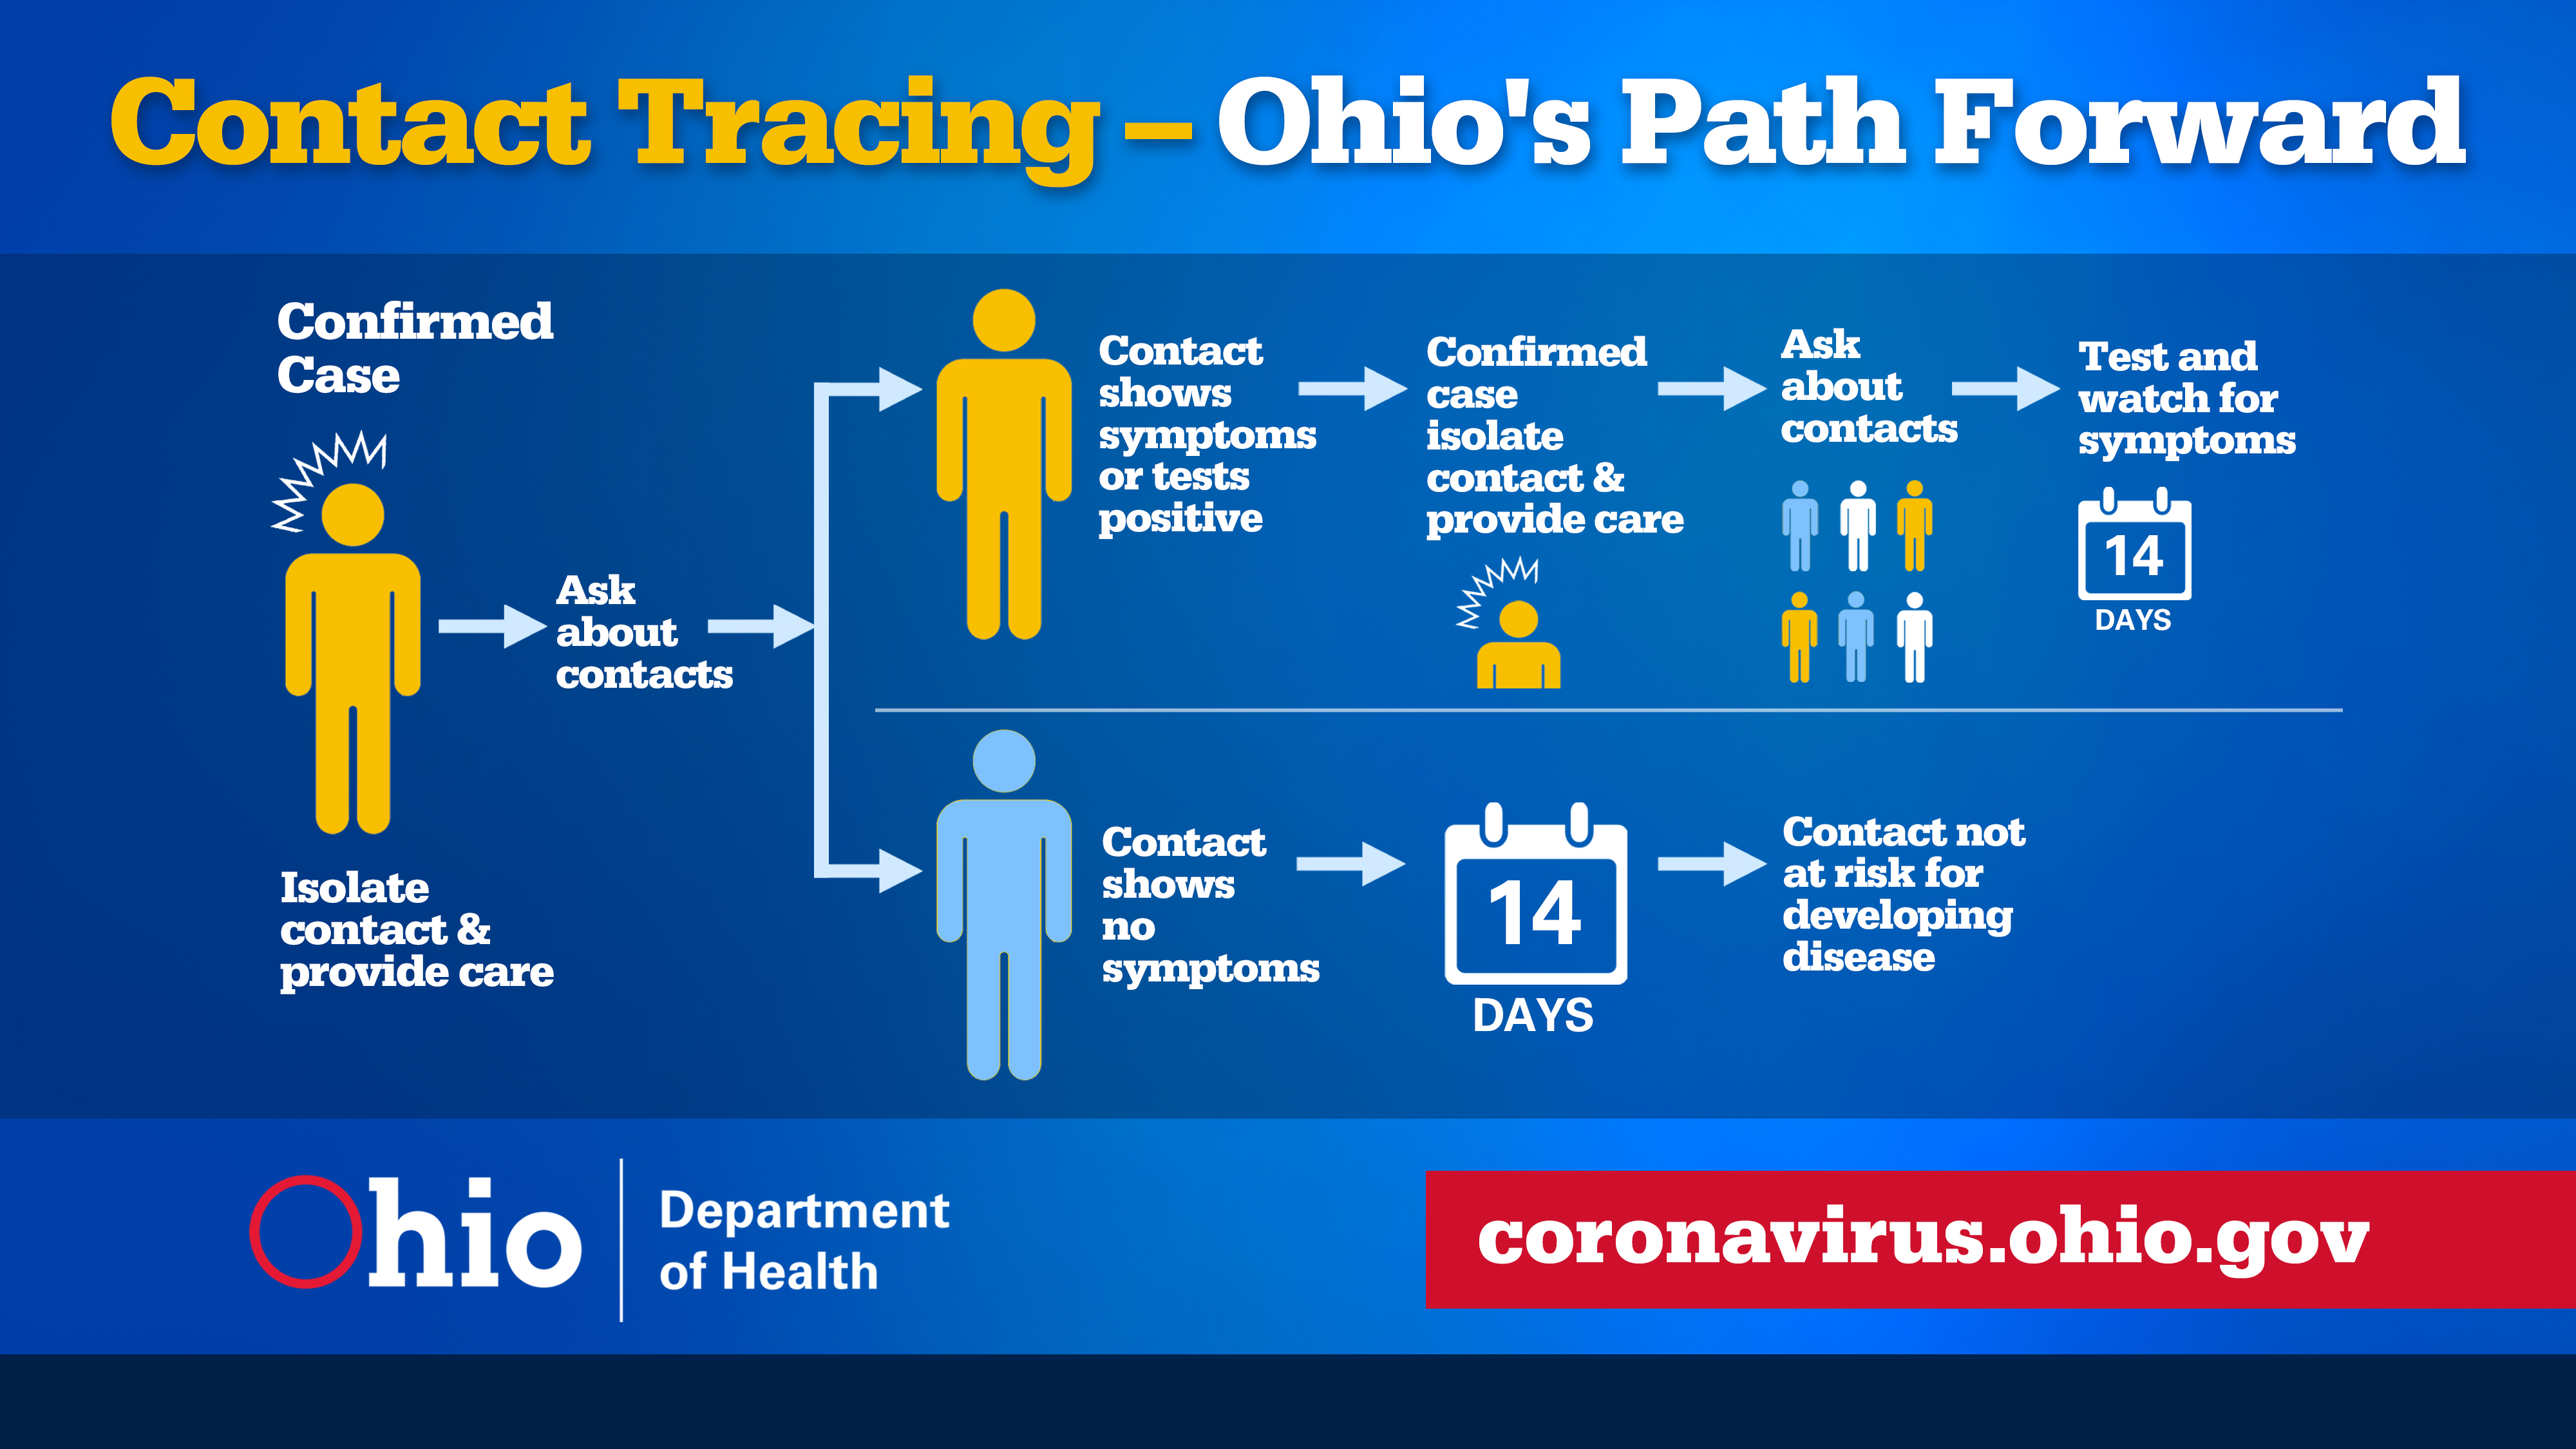 Contact Tracing – Ohio's Path Forward
Confirmed
Case
Isolate
contact &
provide care
Ask
about
contacts
Contact
shows
symptoms
or tests
positive
Confirmed
case
isolate
contact &
provide care
Ask
about
contacts
Test and
watch for
symptoms
14
DAYS
Contact
shows
no
symptoms
14
DAYS
Contact not
at risk for
developing
disease
Ohio
Department
of Health
coronavirus.ohio.gov